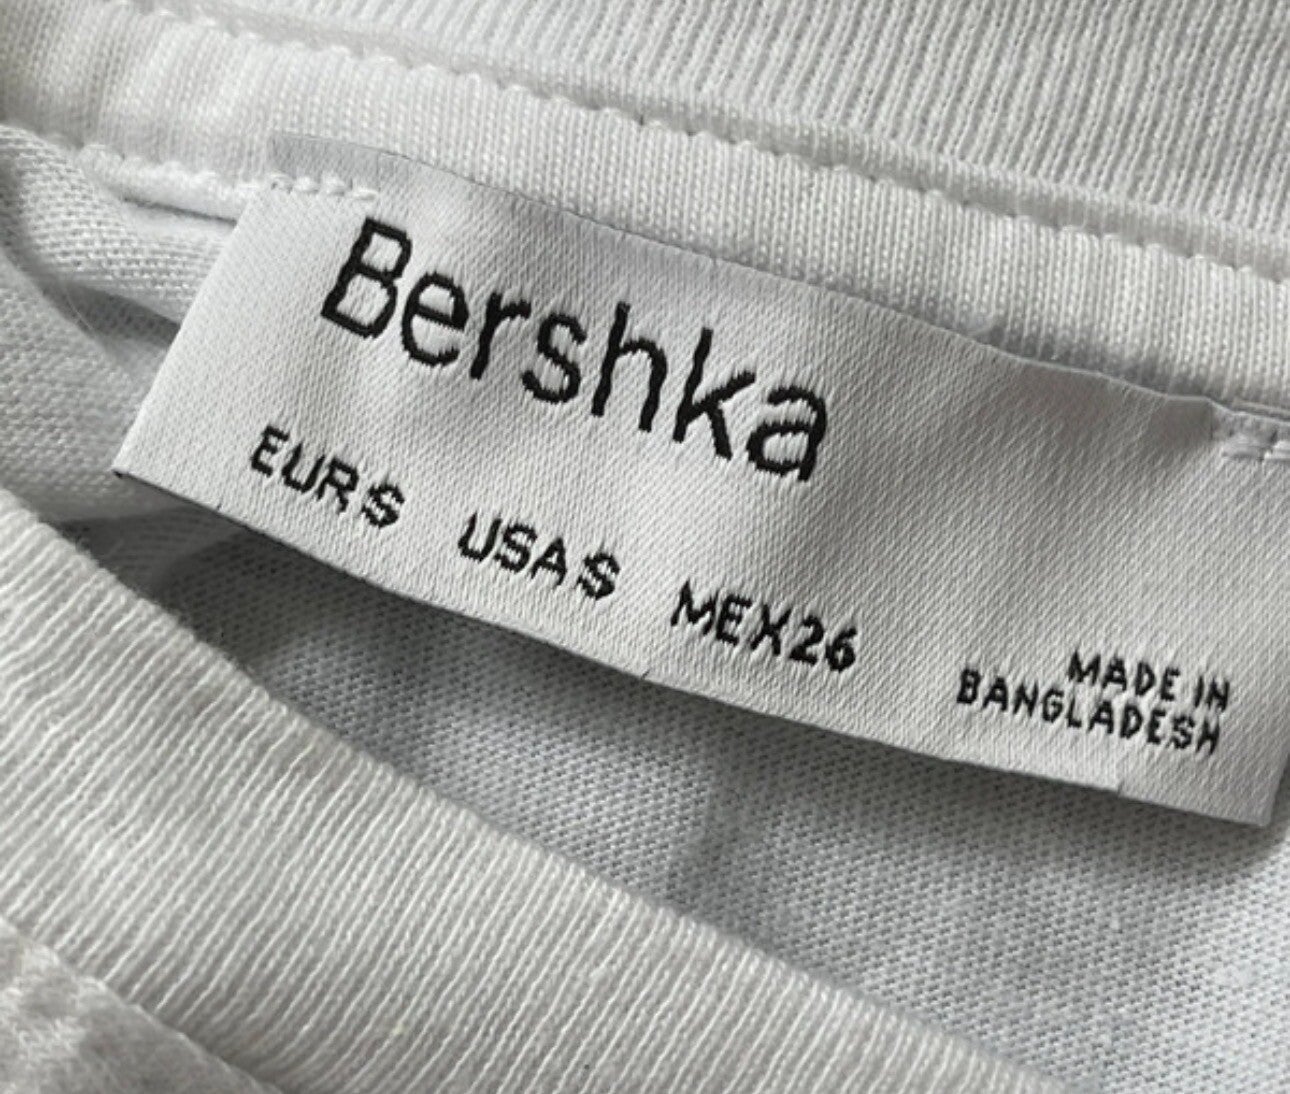 Bershka
EUR S USA S MEX 26
MADE IN
BANGLADESH